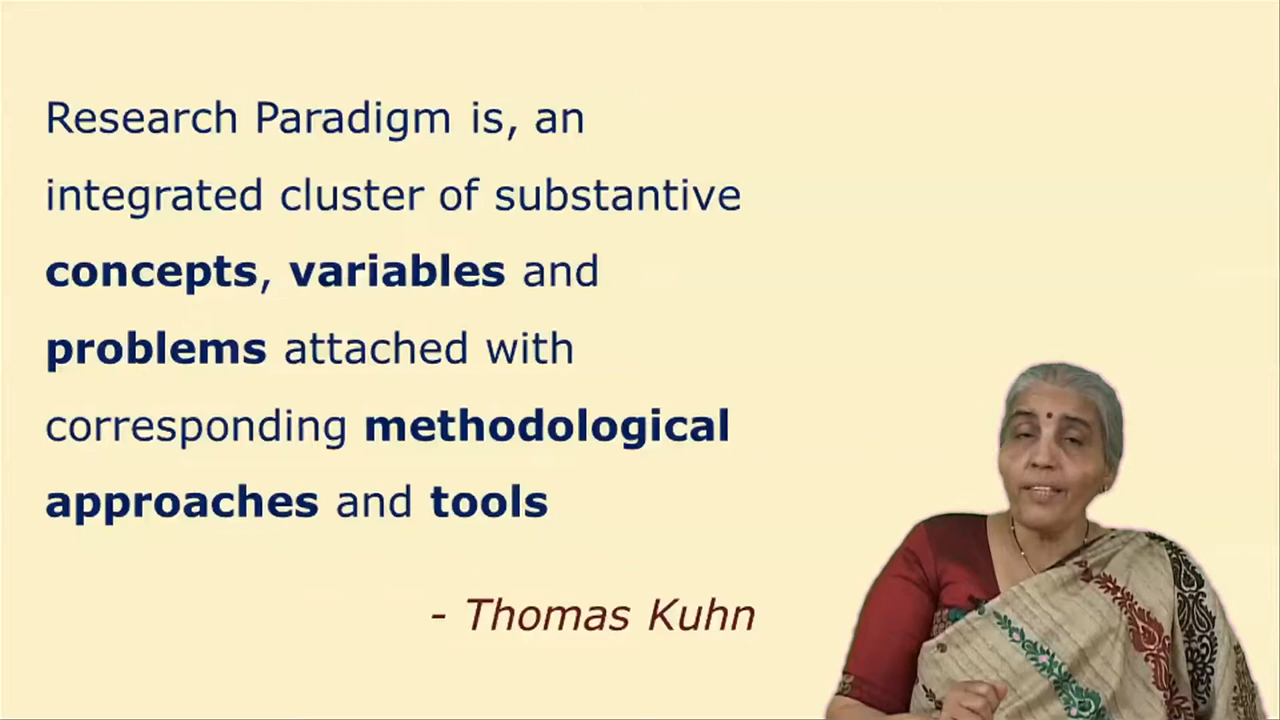 Research Paradigm is, an
integrated cluster of substantive
concepts, variables and
problems attached with
corresponding methodological
approaches and tools
- Thomas Kuhn